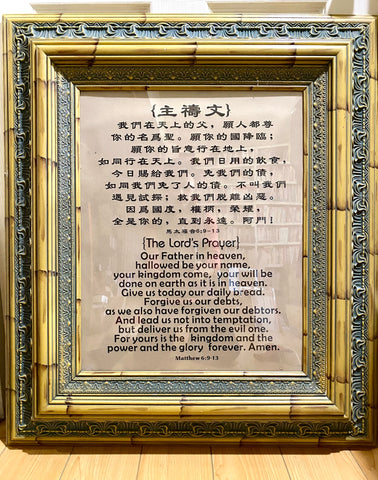 {主禱文}
我們在天上的父，願人都尊
你的名爲聖。願你的國降臨；
願你的旨意行在地上，
如同行在天上。我們日用的飲食，
今日賜給我們。免我們的債，
如同我們免了人的債。不叫我們
遇見試探；救我們脫離凶惡。
因爲國度，權柄，榮耀，
全是你的，直到永遠。阿門！
馬太福音6:9-13
{The Lord's Prayer}
Our Father in heaven,
hallowed be your name,
your kingdom come, your will be
done on earth as it is in heaven.
Give us today our daily bread.
Forgive us our debts,
as we also have forgiven our debtors.
And lead us not into temptation,
but deliver us from the evil one.
For yours is the kingdom and the
power and the glory forever. Amen.
Matthew 6:9-13